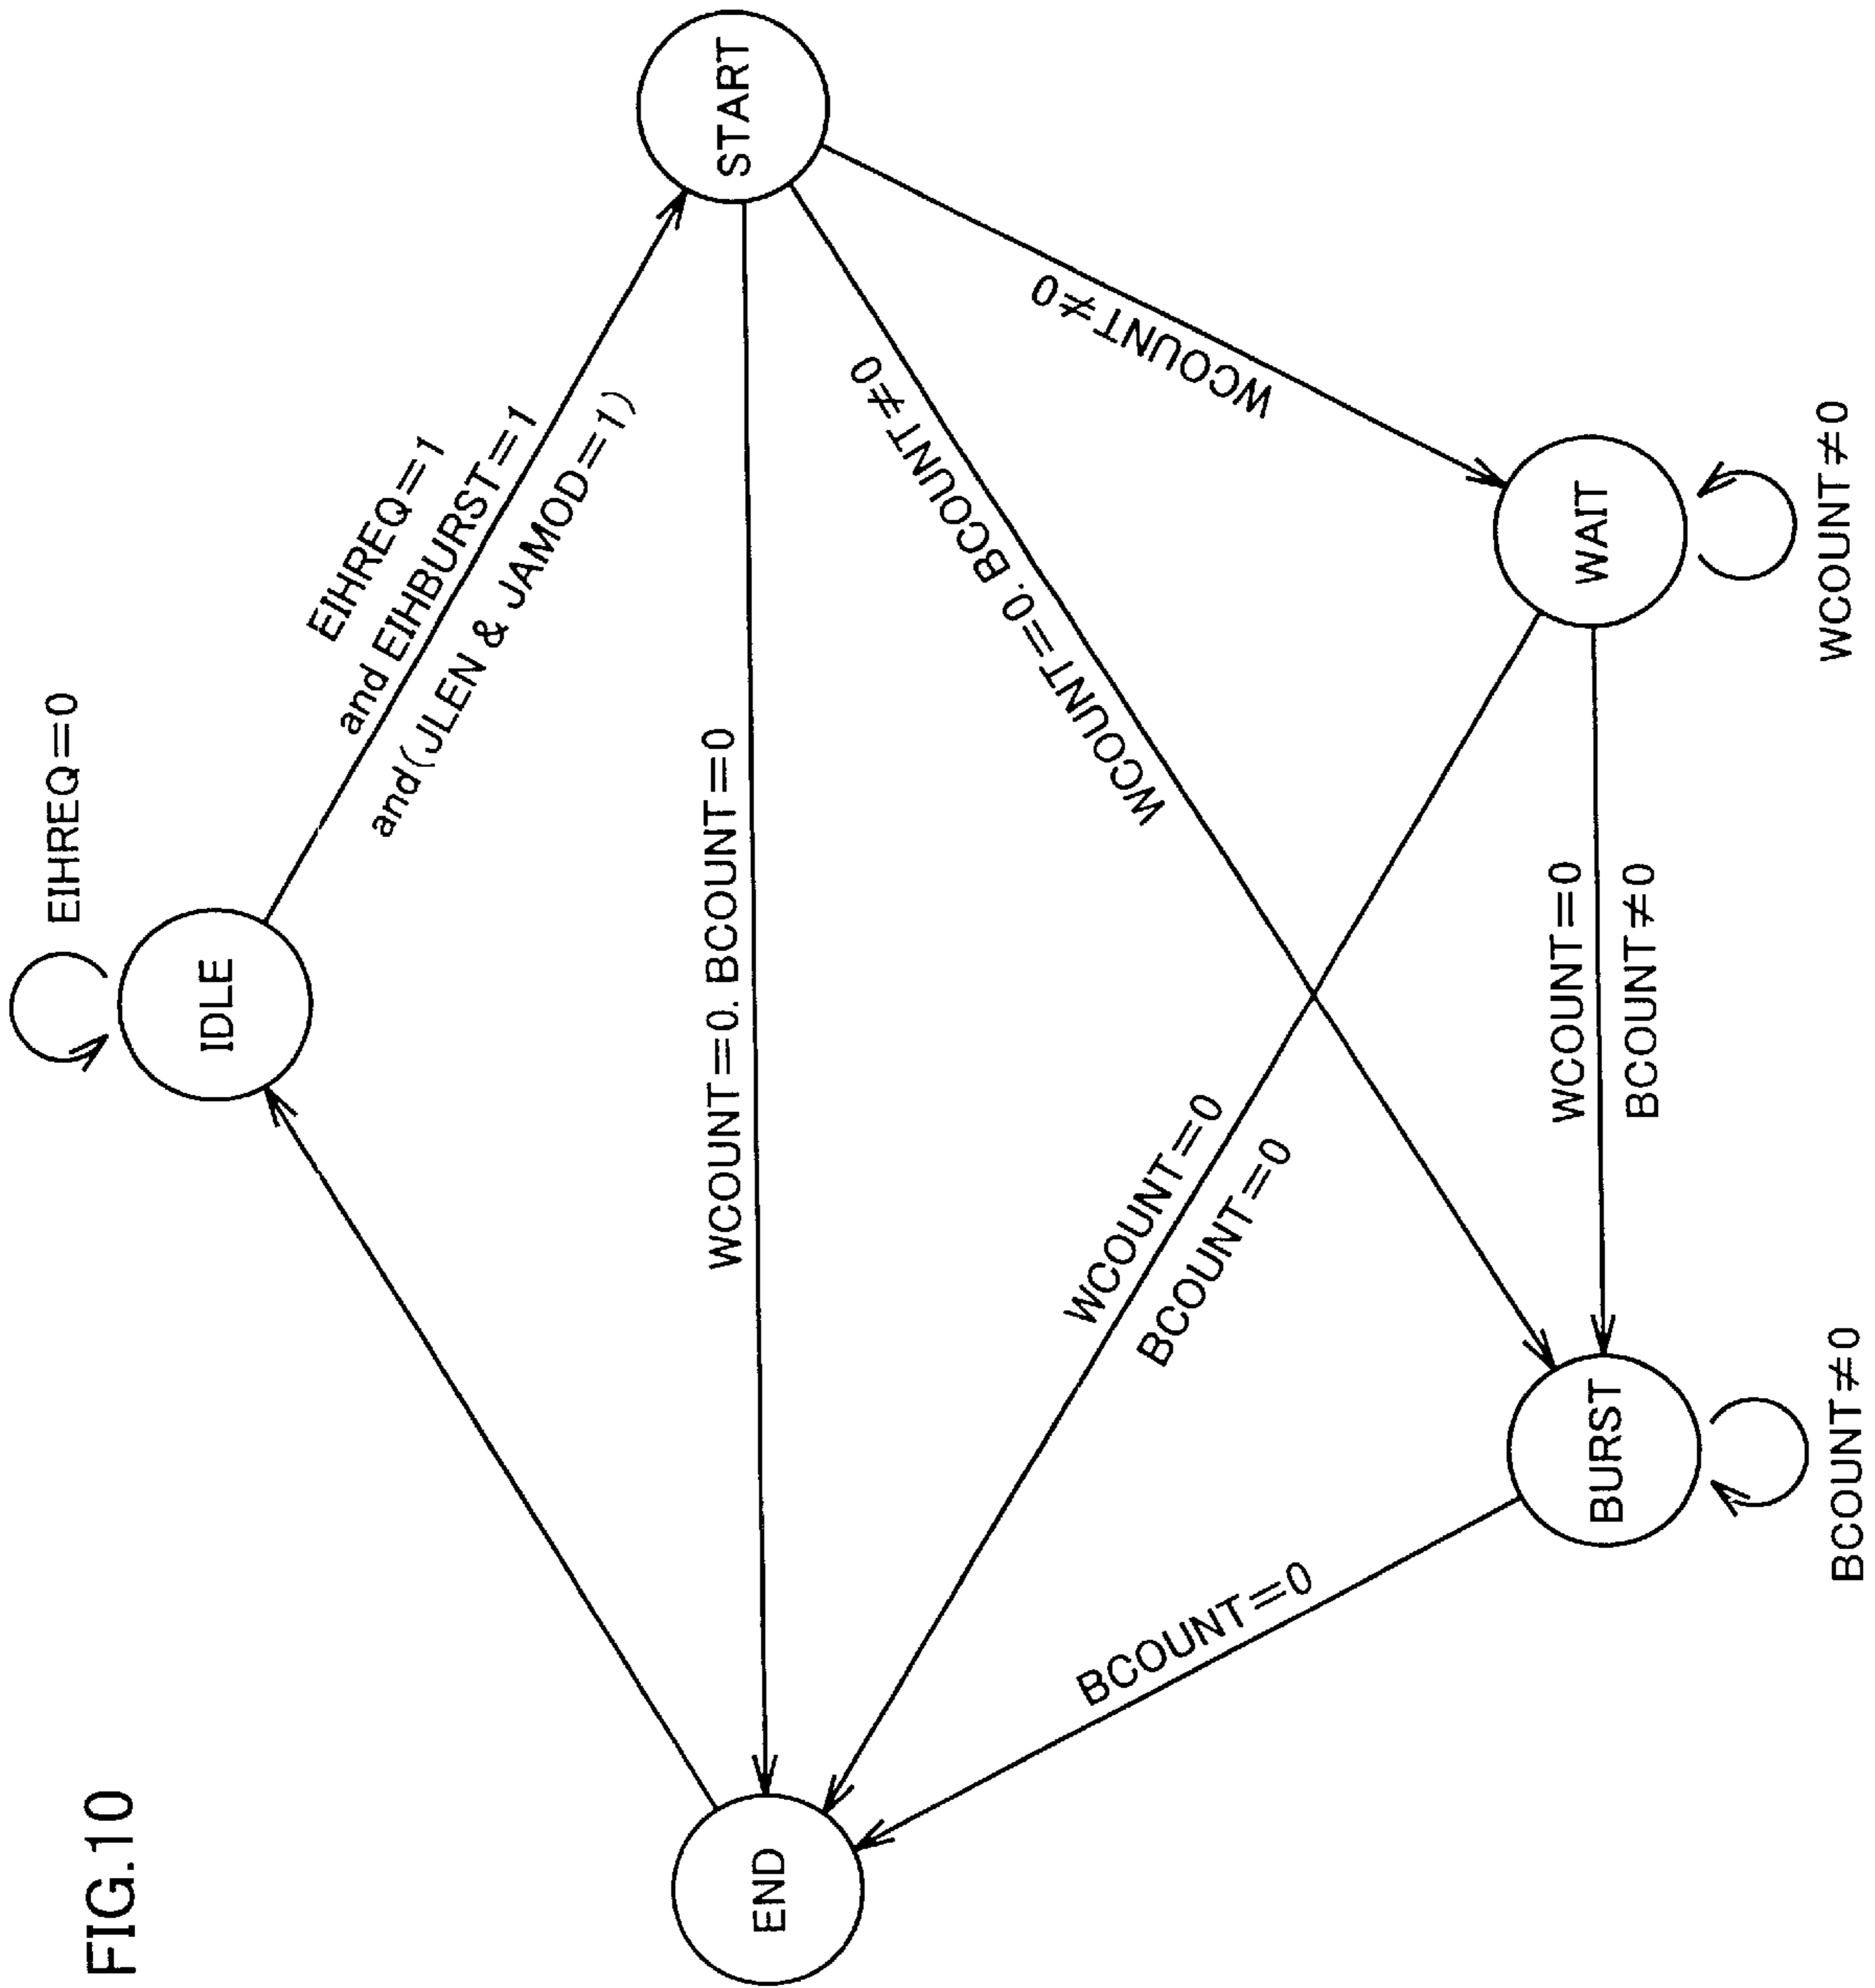 FIG.10
EIHREQ=0
IDLE
EIHREQ=1
and EIHBURST=1
and(JLEN & JAMOD=1)
END
START
WCOUNT=0. BCOUNT=0
WCOUNT=0. BCOUNT≠0
WCOUNT≠0
WCOUNT=0
BCOUNT=0
BCOUNT=0
WCOUNT=0
BCOUNT≠0
BURST
WAIT
BCOUNT≠0
WCOUNT≠0